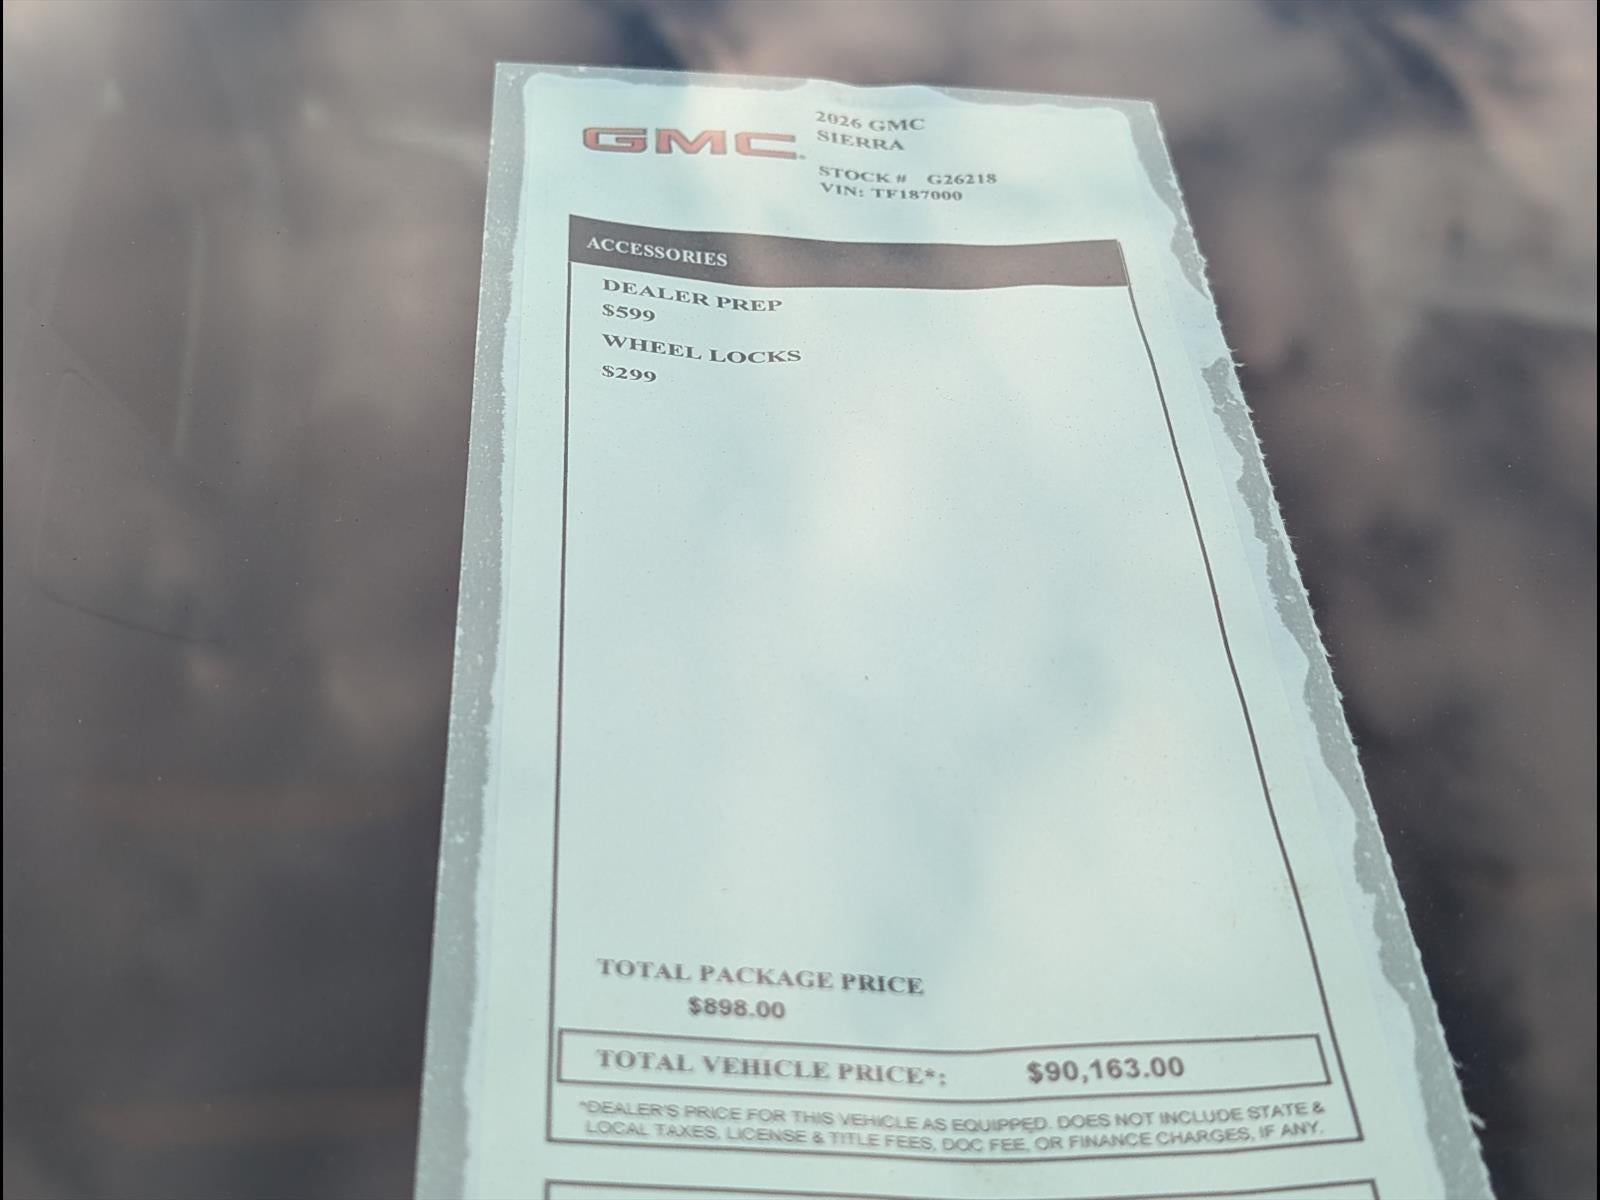 GMC
2026 GMC
SIERRA
STOCK # G26218
VIN: TF187000
ACCESSORIES
DEALER PREP
$599
WHEEL LOCKS
$299
TOTAL PACKAGE PRICE
$898.00
TOTAL VEHICLE PRICE*: $90,163.00
*DEALER'S PRICE FOR THIS VEHICLE AS EQUIPPED. DOES NOT INCLUDE STATE &
LOCAL TAXES, LICENSE & TITLE FEES, DOC FEE, OR FINANCE CHARGES, IF ANY.